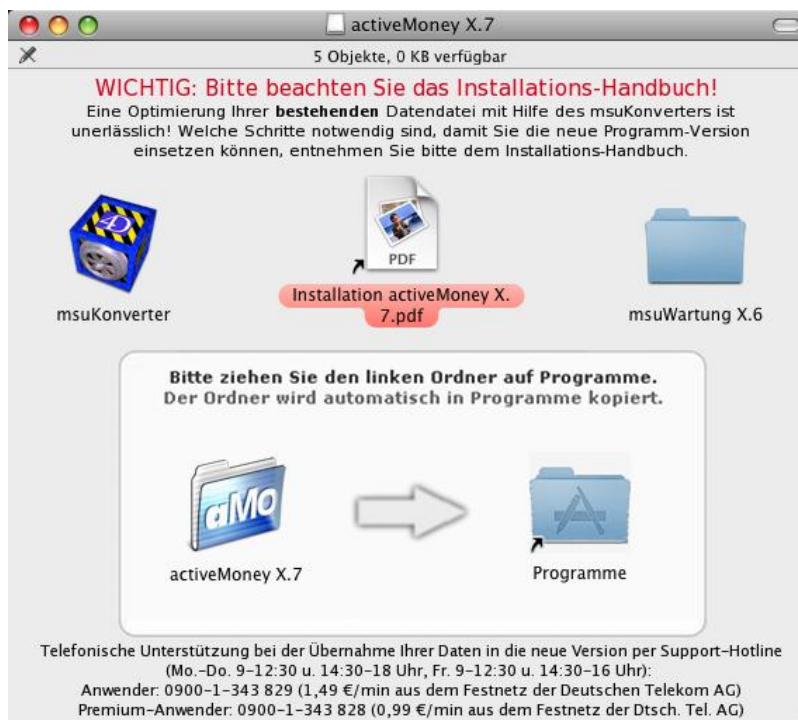 activeMoney X.7
5 Objekte, 0 KB verfügbar
WICHTIG: Bitte beachten Sie das Installations-Handbuch!
Eine Optimierung Ihrer bestehenden Datendatei mit Hilfe des msuKonverters ist
unerlässlich! Welche Schritte notwendig sind, damit Sie die neue Programm-Version
einsetzen können, entnehmen Sie bitte dem Installations-Handbuch.
4D
PDF
msuKonverter
Installation activeMoney X.
7.pdf
msuWartung X.6
Bitte ziehen Sie den linken Ordner auf Programme.
Der Ordner wird automatisch in Programme kopiert.
aMo
activeMoney X.7
Programme
Telefonische Unterstützung bei der Übernahme Ihrer Daten in die neue Version per Support-Hotline
(Mo.-Do. 9-12:30 u. 14:30-18 Uhr, Fr. 9-12:30 u. 14:30-16 Uhr):
Anwender: 0900-1-343 829 (1,49 €/min aus dem Festnetz der Deutschen Telekom AG)
Premium-Anwender: 0900-1-343 828 (0,99 €/min aus dem Festnetz der Dtsch. Tel. AG)